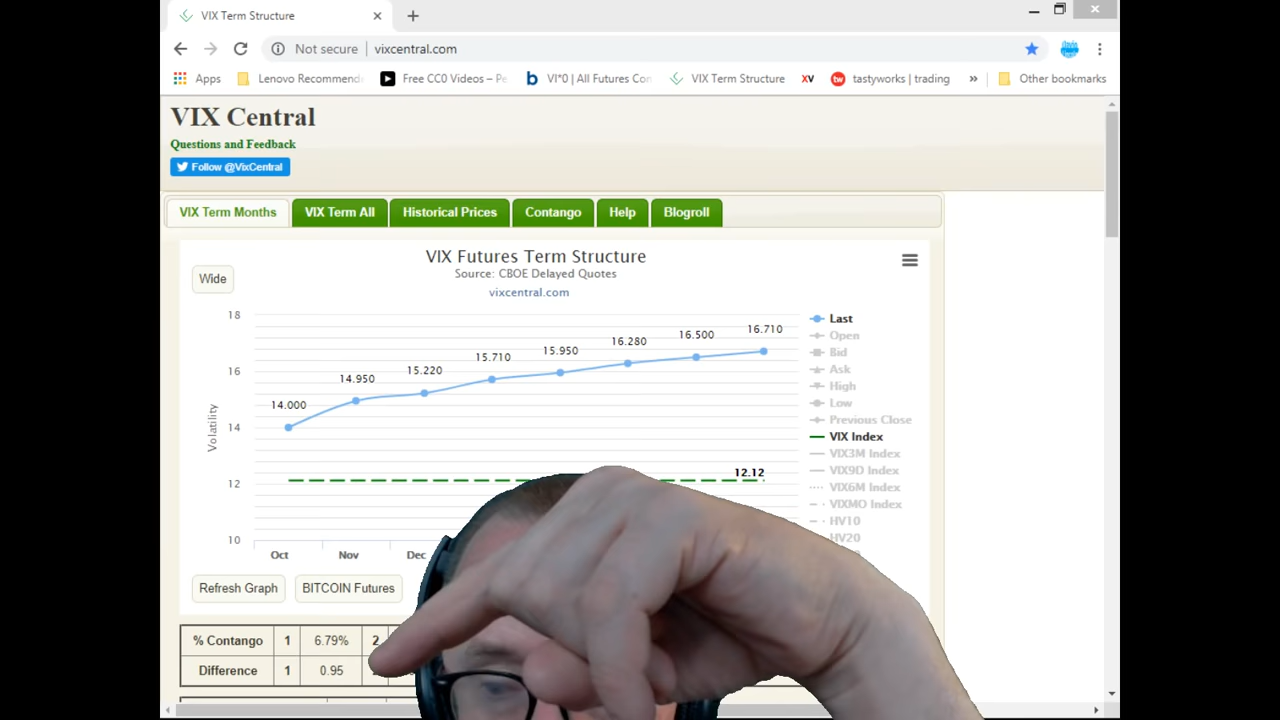 VIX Term Structure
Not secure | vixcentral.com
Apps Lenovo Recommend Free CC0 Videos – Pe VI*0 | All Futures Con VIX Term Structure XV tw tastyworks | trading » Other bookmarks
VIX Central
Questions and Feedback
Follow @VixCentral
VIX Term Months VIX Term All Historical Prices Contango Help Blogroll
VIX Futures Term Structure
Source: CBOE Delayed Quotes
vixcentral.com
Wide
18
16
14
12
10
Volatility
14.000
14.950
15.220
15.710
15.950
16.280
16.500
16.710
12.12
Oct Nov Dec
Last
Open
Bid
Ask
High
Low
Previous Close
VIX Index
VIX3M Index
VIX9D Index
VIX6M Index
VIXMO Index
HV10
HV20
Refresh Graph BITCOIN Futures
% Contango 1 6.79% 2
Difference 1 0.95